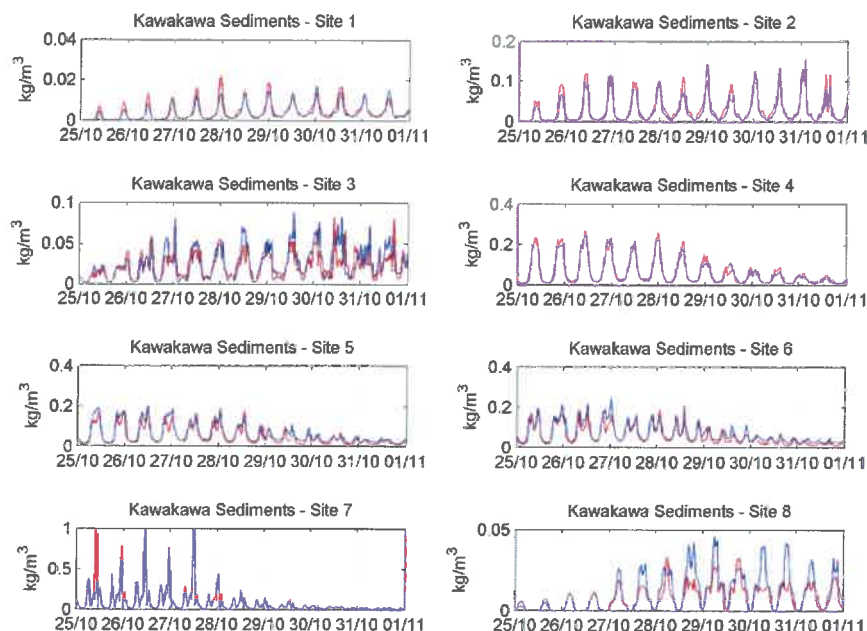 Kawakawa Sediments - Site 1
0.04
0.02
0
kg/m³
25/10 26/10 27/10 28/10 29/10 30/10 31/10 01/11
Kawakawa Sediments - Site 2
0.2
0.1
0
kg/m³
25/10 26/10 27/10 28/10 29/10 30/10 31/10 01/11
Kawakawa Sediments - Site 3
0.1
0.05
0
kg/m³
25/10 26/10 27/10 28/10 29/10 30/10 31/10 01/11
Kawakawa Sediments - Site 4
0.4
0.2
0
kg/m³
25/10 26/10 27/10 28/10 29/10 30/10 31/10 01/11
Kawakawa Sediments - Site 5
0.4
0.2
0
kg/m³
25/10 26/10 27/10 28/10 29/10 30/10 31/10 01/11
Kawakawa Sediments - Site 6
0.4
0.2
0
kg/m³
25/10 26/10 27/10 28/10 29/10 30/10 31/10 01/11
Kawakawa Sediments - Site 7
1
0.5
0
kg/m³
25/10 26/10 27/10 28/10 29/10 30/10 31/10 01/11
Kawakawa Sediments - Site 8
0.05
0
kg/m³
25/10 26/10 27/10 28/10 29/10 30/10 31/10 01/11